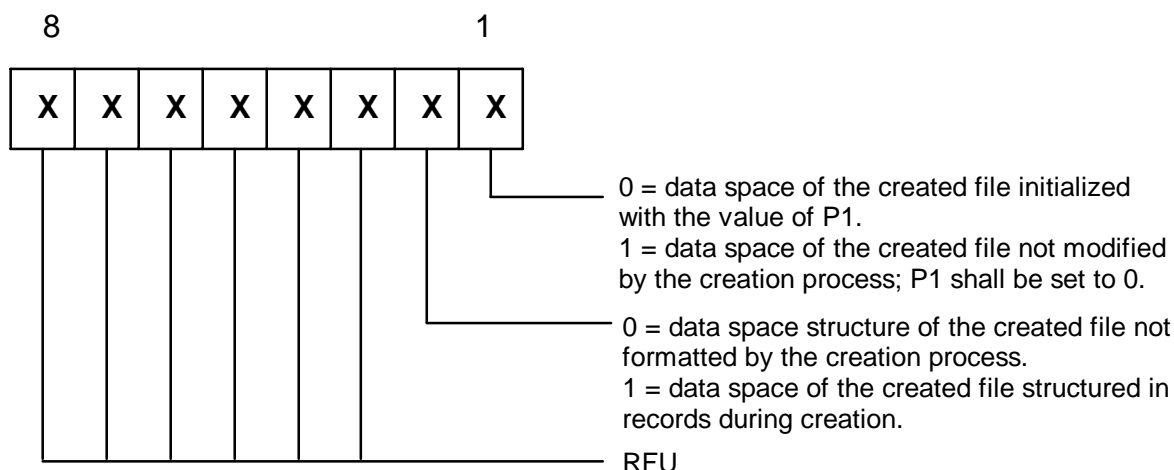 8 1
X X X X X X X X
0 = data space of the created file initialized
with the value of P1.
1 = data space of the created file not modified
by the creation process; P1 shall be set to 0.
0 = data space structure of the created file not
formatted by the creation process.
1 = data space of the created file structured in
records during creation.
RFU